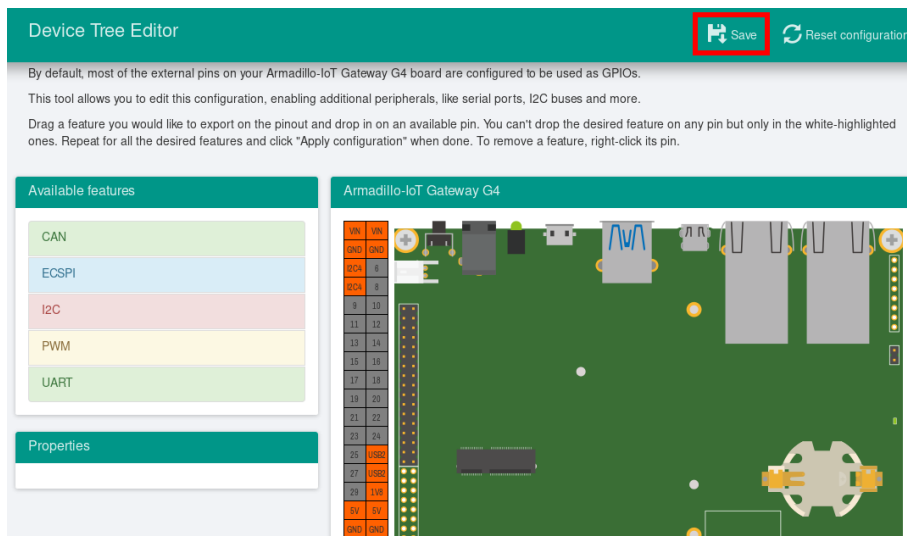 Device Tree Editor
Save
Reset configuration
By default, most of the external pins on your Armadillo-IoT Gateway G4 board are configured to be used as GPIOs.
This tool allows you to edit this configuration, enabling additional peripherals, like serial ports, I2C buses and more.
Drag a feature you would like to export on the pinout and drop in on an available pin. You can't drop the desired feature on any pin but only in the white-highlighted
ones. Repeat for all the desired features and click "Apply configuration" when done. To remove a feature, right-click its pin.
Available features
CAN
ECSPI
I2C
PWM
UART
Properties
Armadillo-IoT Gateway G4
VIN VIN
GND GND
I2C4 6
I2C4 8
9 10
11 12
13 14
15 16
17 18
19 20
21 22
23 24
25 USB2
27 USB2
29 1V8
5V 5V
GND GND